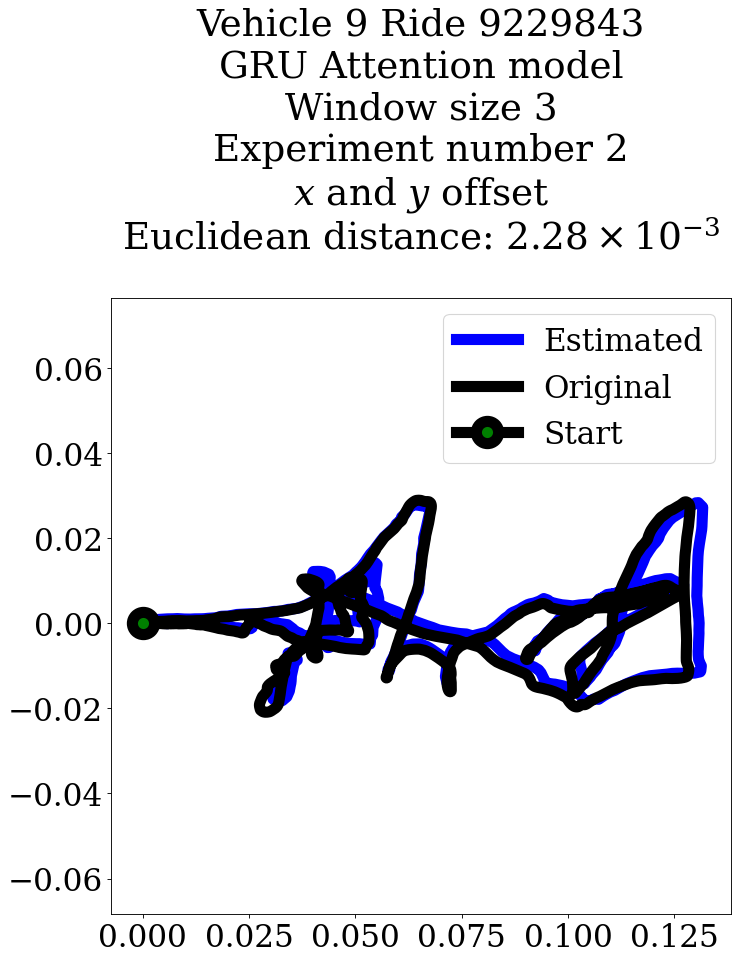 Vehicle 9 Ride 9229843
GRU Attention model
Window size 3
Experiment number 2
x and y offset
Euclidean distance: 2.28 × 10⁻³
Estimated
Original
Start
0.06
0.04
0.02
0.00
−0.02
−0.04
−0.06
0.000 0.025 0.050 0.075 0.100 0.125